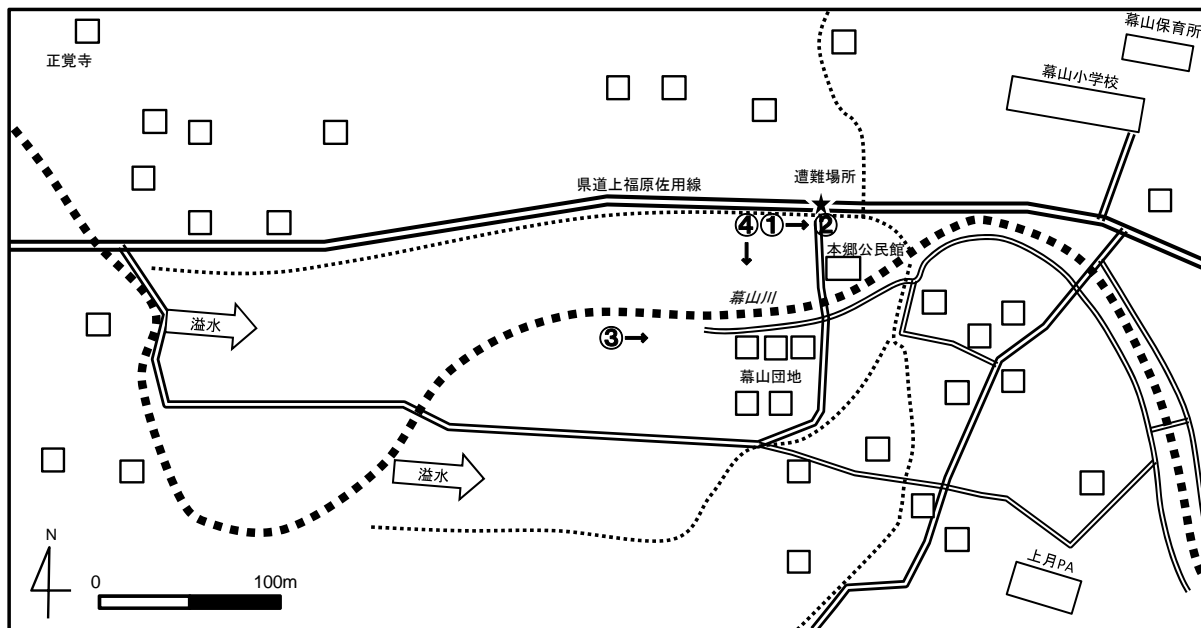 幕山保育所
正覚寺
幕山小学校
県道上福原佐用線
遭難場所
★
④①→②
本郷公民館
幕山川
溢水
③→
幕山団地
溢水
N
上月PA
0
100m